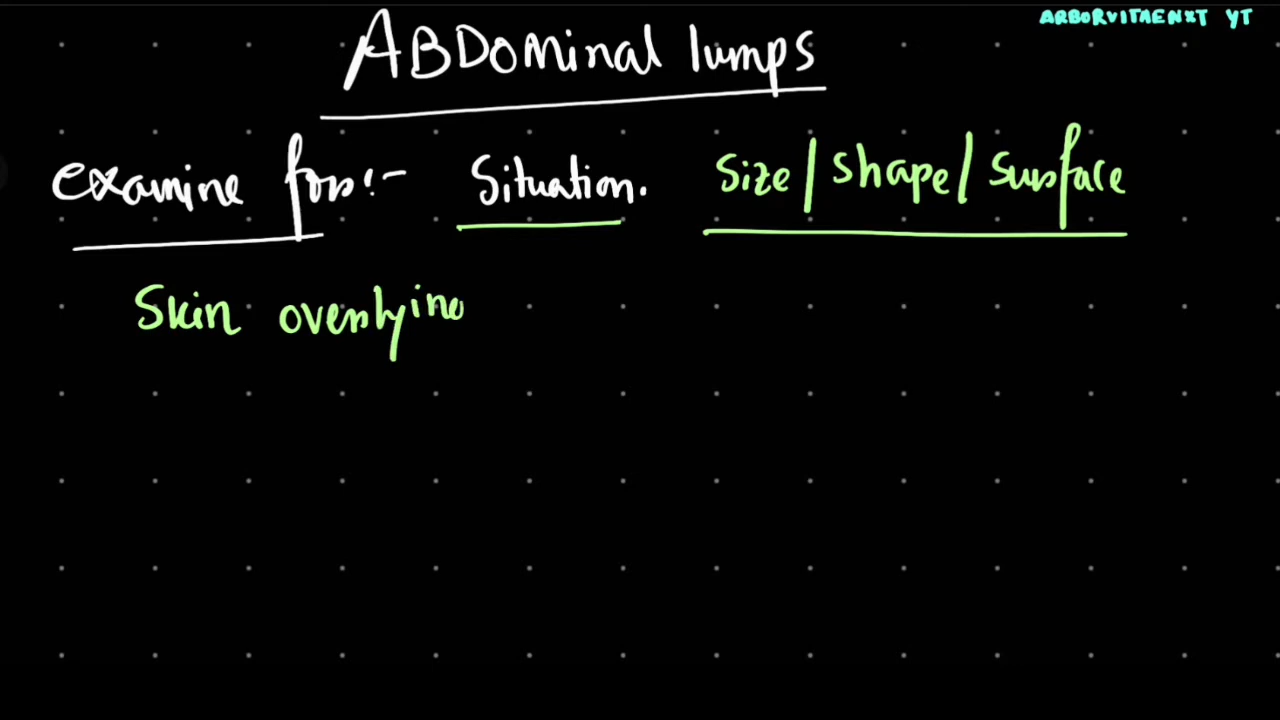 ARBORVITAENXT YT
ABDominal lumps
examine for:- Situation. Size/shape/surface
Skin overlying